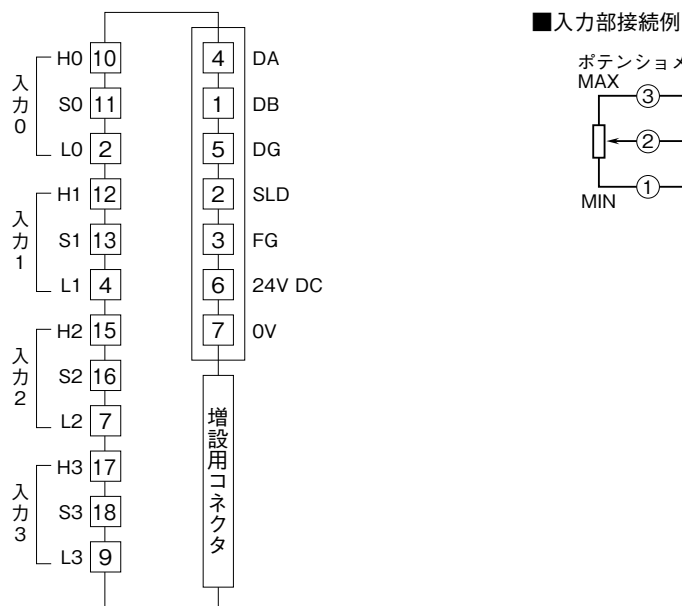 ■入力部接続例
ポテンショメ
MAX
3
2
1
MIN
入力0
H0 10
S0 11
L0 2
入力1
H1 12
S1 13
L1 4
入力2
H2 15
S2 16
L2 7
入力3
H3 17
S3 18
L3 9
4 DA
1 DB
5 DG
2 SLD
3 FG
6 24V DC
7 0V
増設用コネクタ